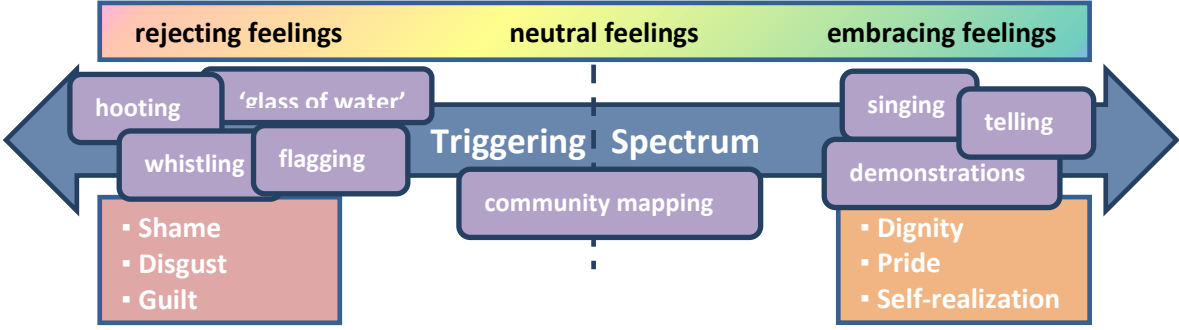 rejecting feelings neutral feelings embracing feelings
hooting
'glass of water'
whistling
flagging
Triggering Spectrum
community mapping
singing
telling
demonstrations
▪ Shame
▪ Disgust
▪ Guilt
▪ Dignity
▪ Pride
▪ Self-realization